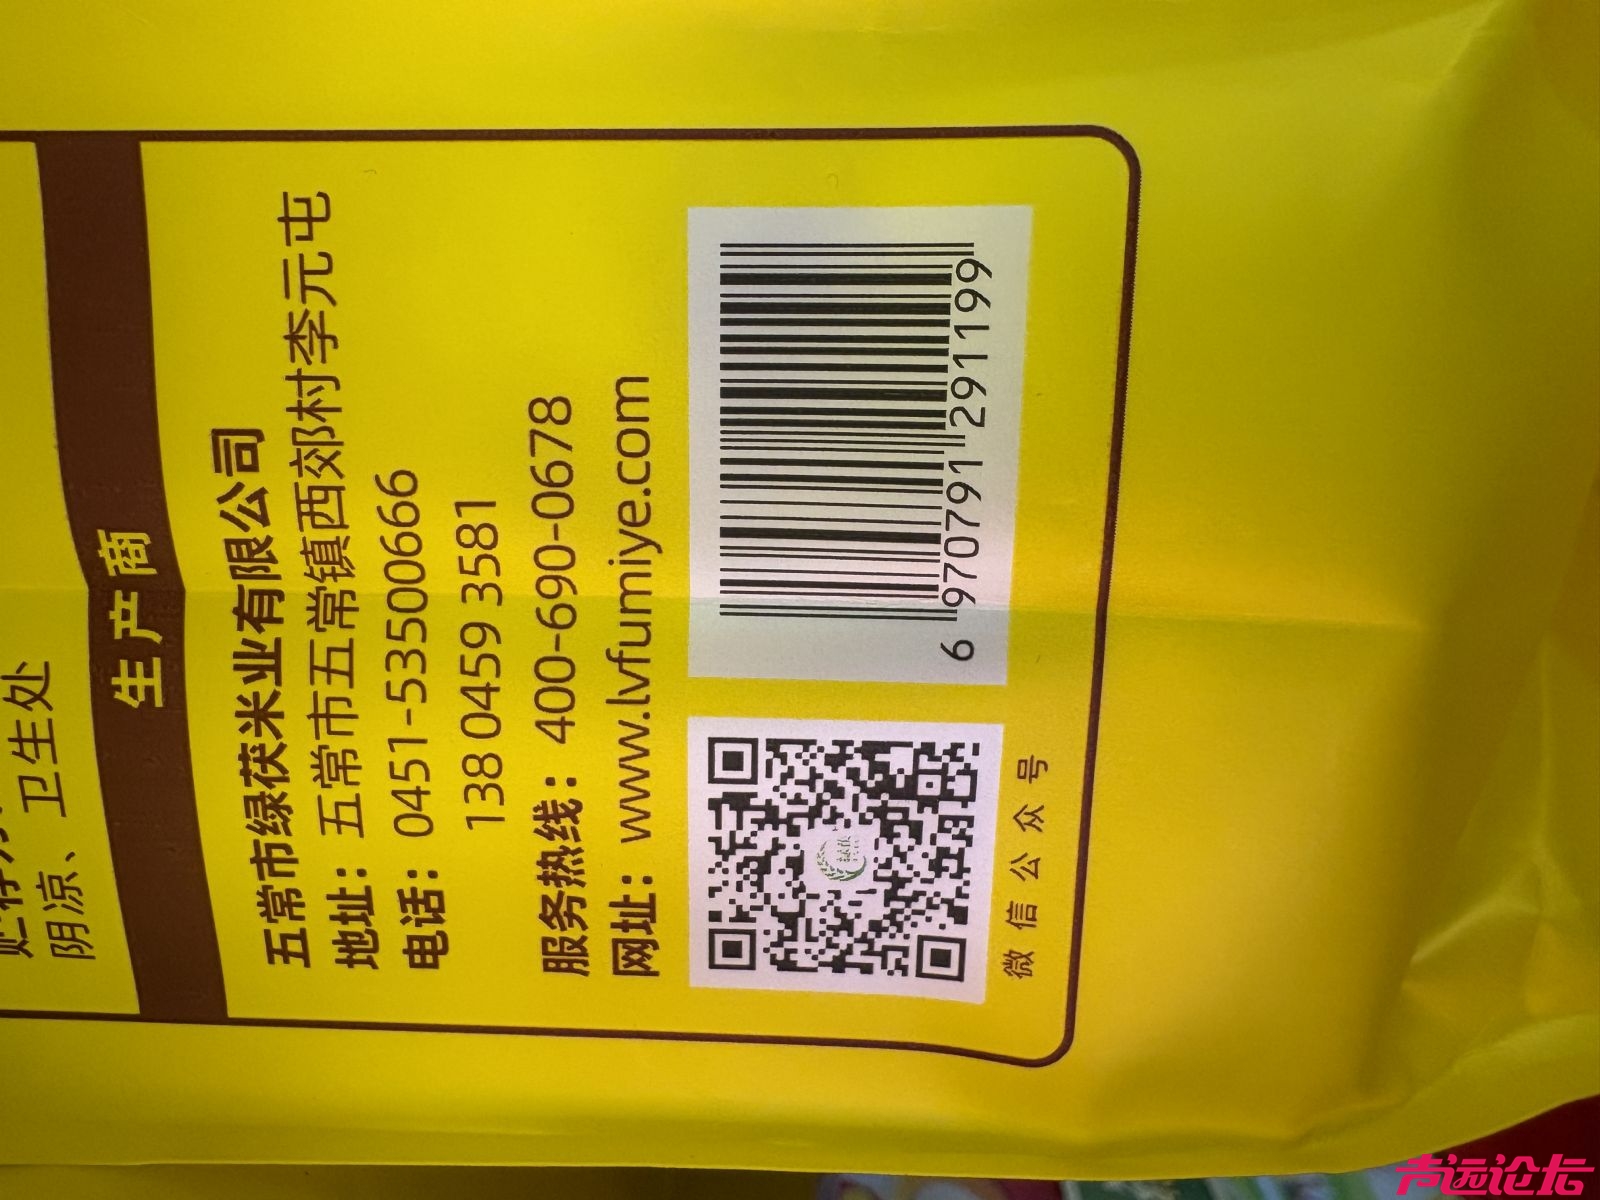 阴凉、卫生处
生产商
五常市绿茯米业有限公司
地址：五常市五常镇西郊村李元屯
电话：0451-53500666
138 0459 3581
服务热线：400-690-0678
网址：www.lvfumiye.com
6 970791 291199
微信公众号
声远论坛